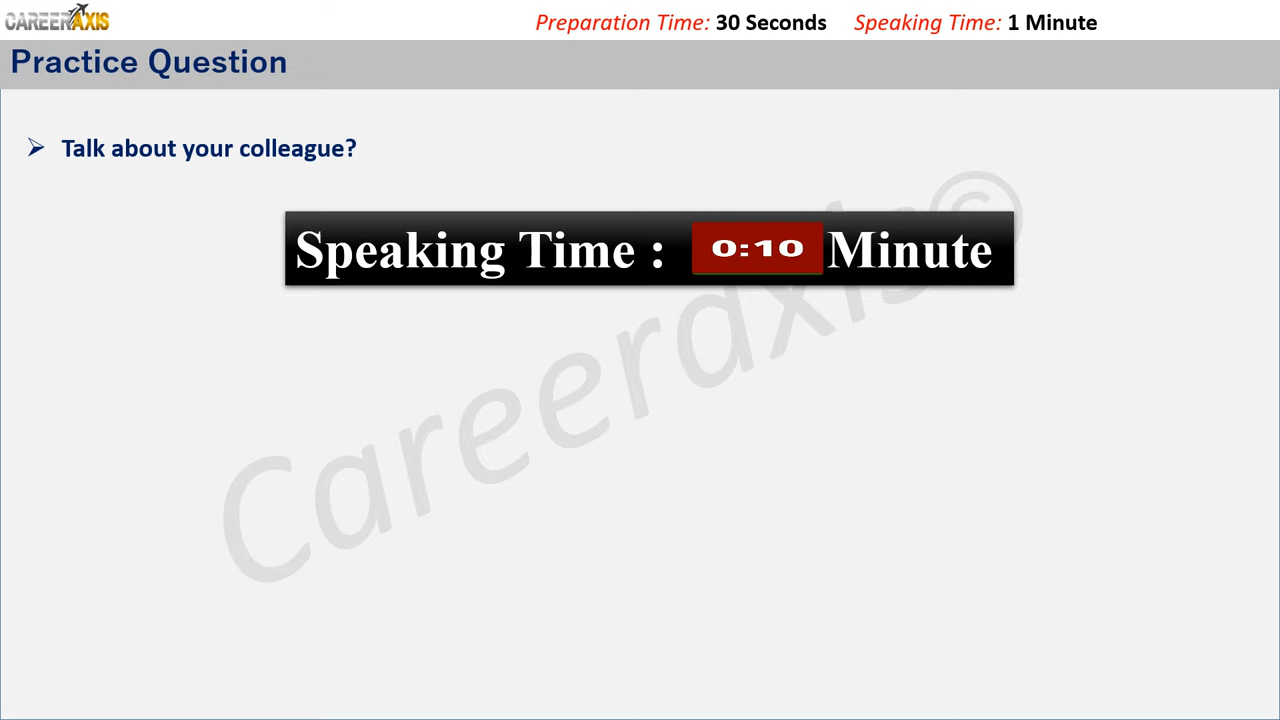 CAREERAXIS
Preparation Time: 30 Seconds Speaking Time: 1 Minute
Practice Question
➢ Talk about your colleague?
Speaking Time : 0:10 Minute
Careeraxis©